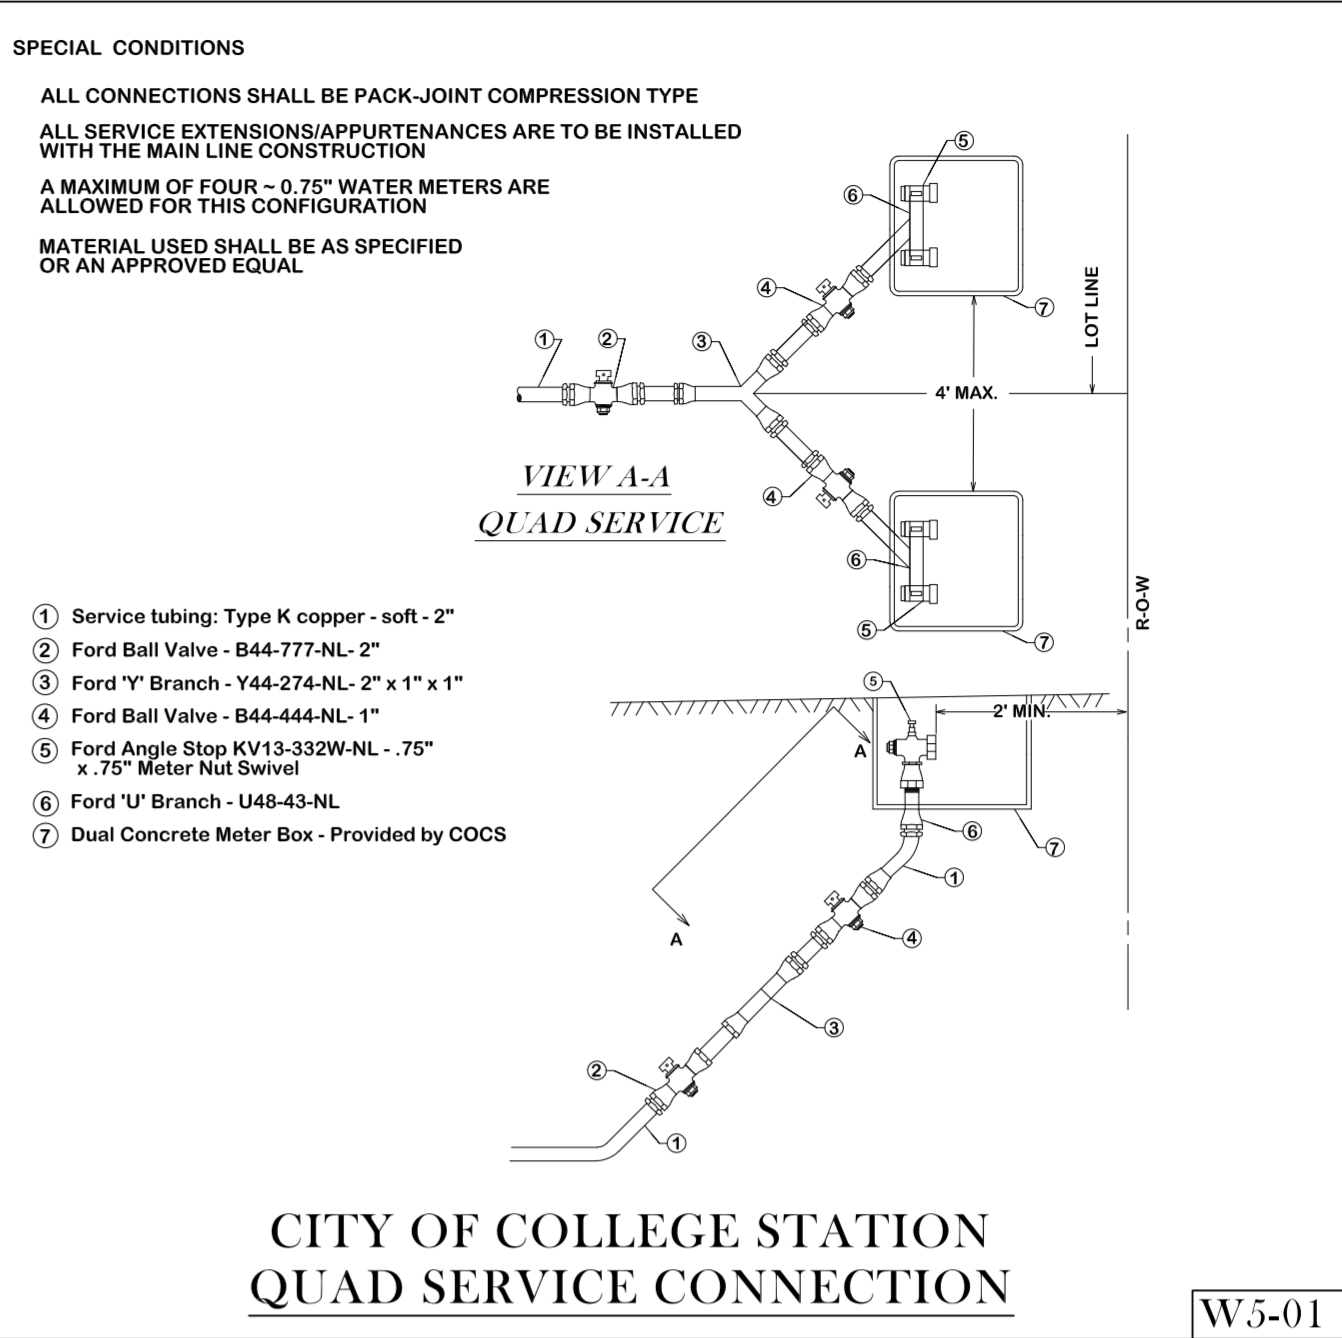 SPECIAL CONDITIONS
ALL CONNECTIONS SHALL BE PACK-JOINT COMPRESSION TYPE
ALL SERVICE EXTENSIONS/APPURTENANCES ARE TO BE INSTALLED
WITH THE MAIN LINE CONSTRUCTION
A MAXIMUM OF FOUR ~ 0.75" WATER METERS ARE
ALLOWED FOR THIS CONFIGURATION
MATERIAL USED SHALL BE AS SPECIFIED
OR AN APPROVED EQUAL
5
6
4
7
LOT LINE
1
2
3
4' MAX.
4
6
5
7
R-O-W
VIEW A-A
QUAD SERVICE
1 Service tubing: Type K copper - soft - 2"
2 Ford Ball Valve - B44-777-NL- 2"
3 Ford 'Y' Branch - Y44-274-NL- 2" x 1" x 1"
4 Ford Ball Valve - B44-444-NL- 1"
5 Ford Angle Stop KV13-332W-NL - .75"
x .75" Meter Nut Swivel
6 Ford 'U' Branch - U48-43-NL
7 Dual Concrete Meter Box - Provided by COCS
5
2' MIN.
A
6
7
1
A
4
3
2
1
CITY OF COLLEGE STATION
QUAD SERVICE CONNECTION
W5-01